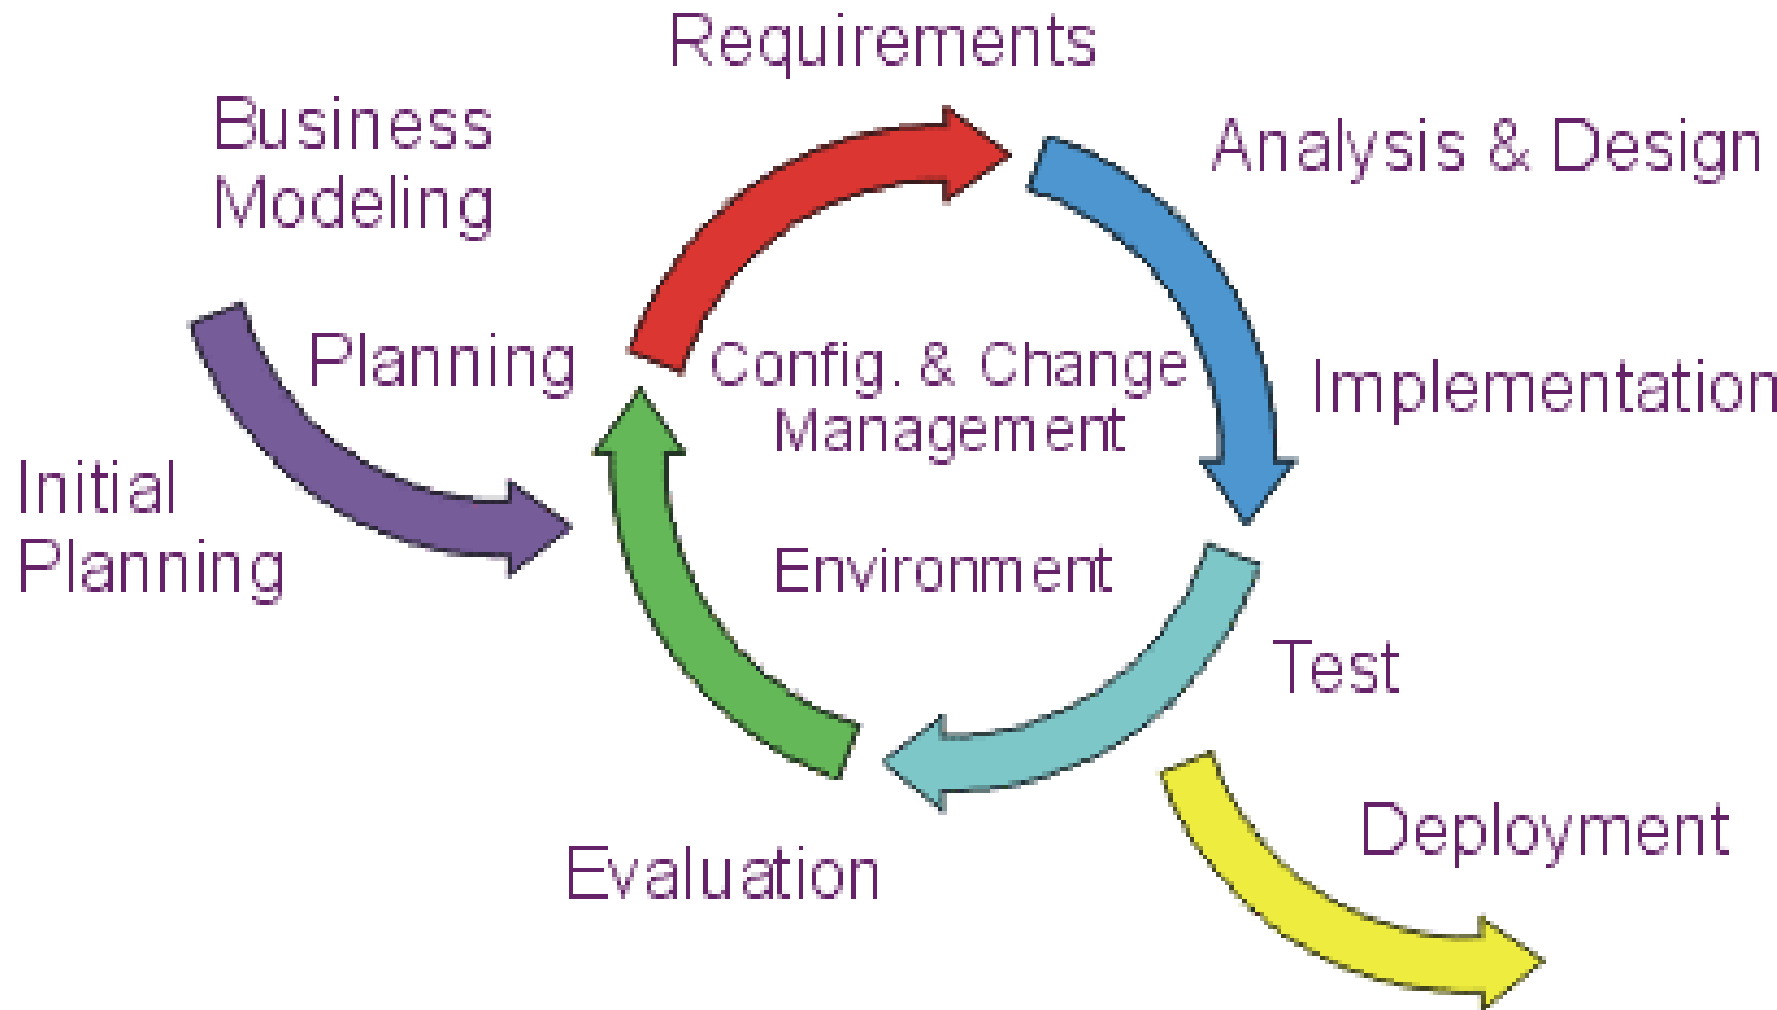 Requirements
Business
Modeling
Analysis & Design
Planning
Config. & Change
Management
Implementation
Initial
Planning
Environment
Test
Deployment
Evaluation